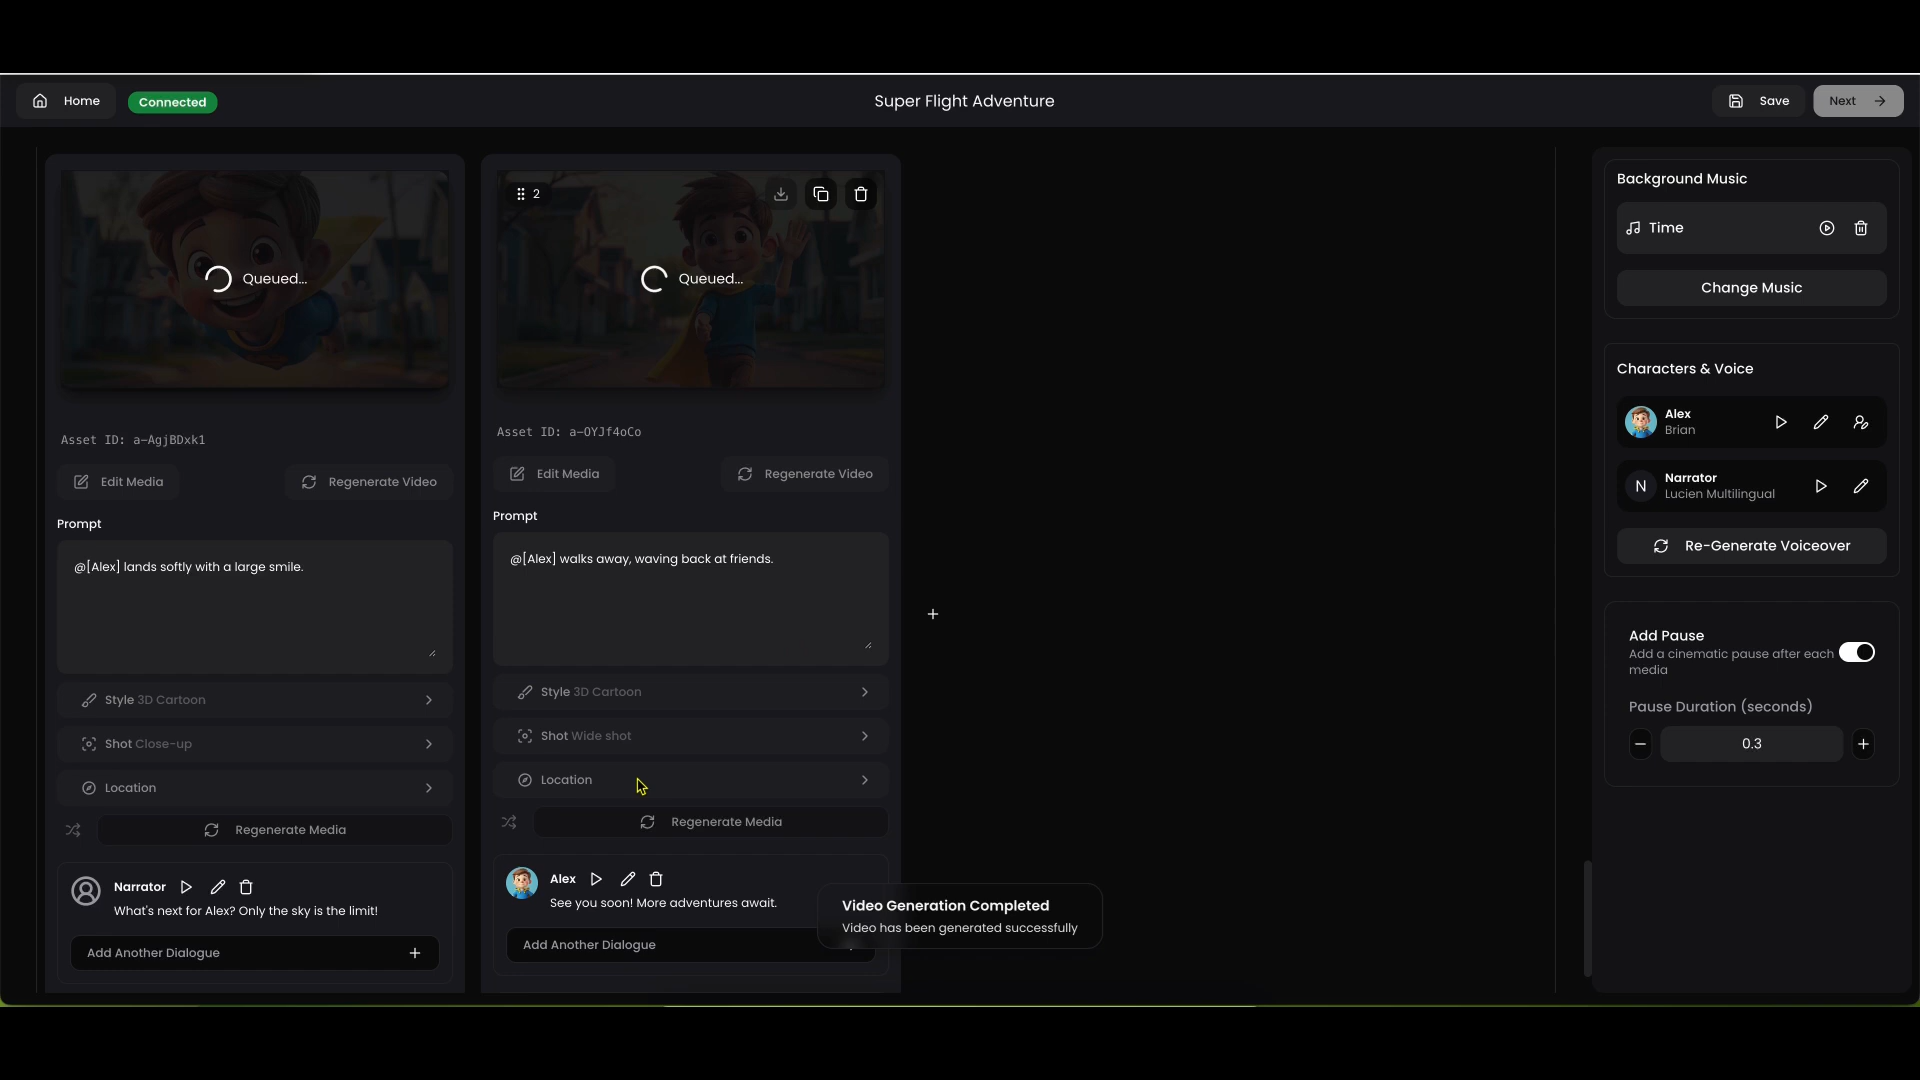 Home
Connected
Super Flight Adventure
Save
Next
Queued...
Asset ID: a-AgjBDxk1
Edit Media
Regenerate Video
Prompt
@[Alex] lands softly with a large smile.
Style 3D Cartoon
Shot Close-up
Location
Regenerate Media
Narrator
What's next for Alex? Only the sky is the limit!
Add Another Dialogue
2
Queued...
Asset ID: a-OYJf4oCo
Edit Media
Regenerate Video
Prompt
@[Alex] walks away, waving back at friends.
Style 3D Cartoon
Shot Wide shot
Location
Regenerate Media
Alex
See you soon! More adventures await.
Add Another Dialogue
Video Generation Completed
Video has been generated successfully
Background Music
Time
Change Music
Characters & Voice
Alex
Brian
N
Narrator
Lucien Multilingual
Re-Generate Voiceover
Add Pause
Add a cinematic pause after each
media
Pause Duration (seconds)
0.3